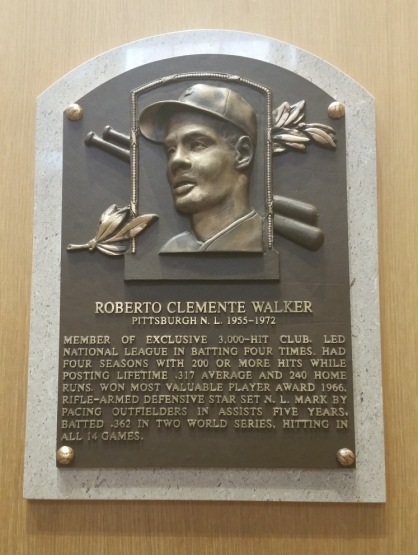 ROBERTO CLEMENTE WALKER
PITTSBURGH N. L. 1955-1972
MEMBER OF EXCLUSIVE 3,000-HIT CLUB. LED
NATIONAL LEAGUE IN BATTING FOUR TIMES. HAD
FOUR SEASONS WITH 200 OR MORE HITS WHILE
POSTING LIFETIME .317 AVERAGE AND 240 HOME
RUNS. WON MOST VALUABLE PLAYER AWARD 1966.
RIFLE-ARMED DEFENSIVE STAR SET N. L. MARK BY
PACING OUTFIELDERS IN ASSISTS FIVE YEARS.
BATTED .362 IN TWO WORLD SERIES, HITTING IN
ALL 14 GAMES.